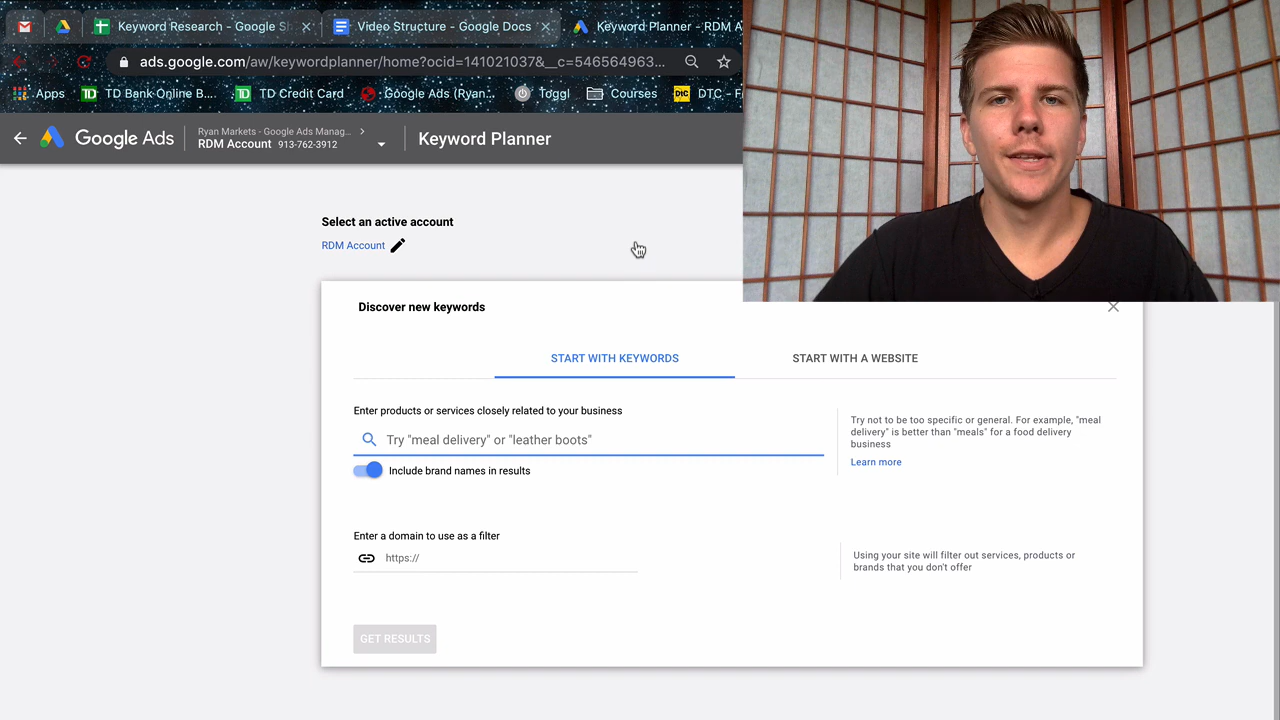 Keyword Research - Google S
Video Structure - Google Docs
Keyword Planner - RDM A
ads.google.com/aw/keywordplanner/home?ocid=141021037&__c=546564963...
Apps
TD Bank Online B...
TD Credit Card
Google Ads (Ryan...
Toggl
Courses
DTC - F
Google Ads
Ryan Markets - Google Ads Manag...
RDM Account 913-762-3912
Keyword Planner
Select an active account
RDM Account
Discover new keywords
START WITH KEYWORDS
START WITH A WEBSITE
Enter products or services closely related to your business
Try "meal delivery" or "leather boots"
Include brand names in results
Try not to be too specific or general. For example, "meal
delivery" is better than "meals" for a food delivery
business
Learn more
Enter a domain to use as a filter
https://
Using your site will filter out services, products or
brands that you don't offer
GET RESULTS